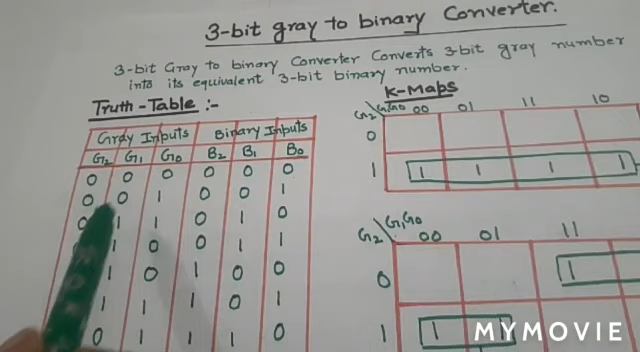 3-bit gray to binary Converter.
3-bit Gray to binary Converter Converts 3-bit gray number
into its equivalent 3-bit binary number.
Truth-Table :-
Gray Inputs Binary Inputs
G2 G1 G0 B2 B1 B0
0 0 0 0 0 0
0 0 1 0 0 1
0 1 1 0 1 0
1 0 0 1 1
1 0 1 0 0
1 1 1 0 1
0 1 1 1 0
K-Maps
G2 G1G0 00 01 11 10
0
1 1 1 1 1
G2 G1G0 00 01 11
0 1
1 1 1
MYMOVIE